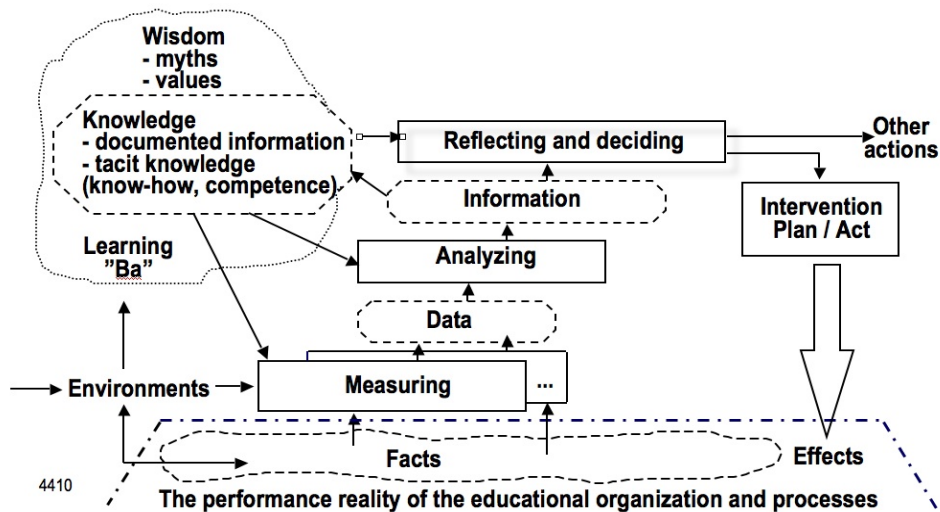 Wisdom
- myths
- values
Knowledge
- documented information
- tacit knowledge
(know-how, competence)
Learning
”Ba”
Reflecting and deciding
Other
actions
Information
Intervention
Plan / Act
Analyzing
Data
Environments
Measuring
...
Facts
Effects
4410
The performance reality of the educational organization and processes